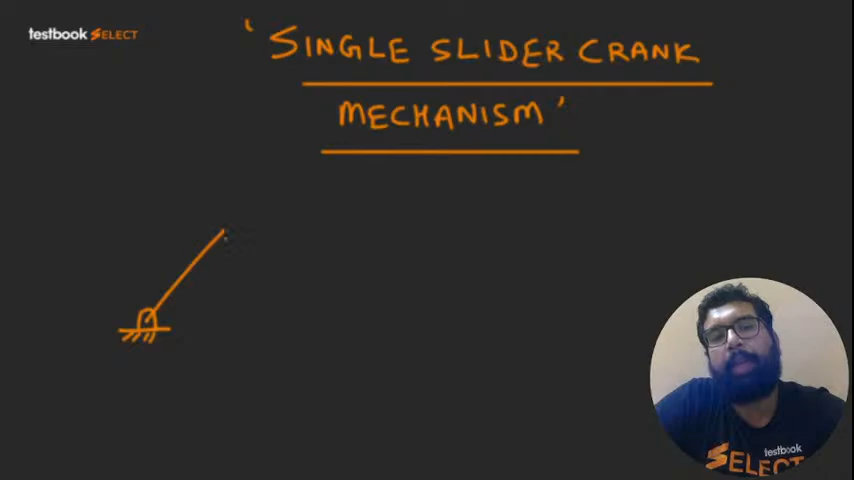 testbook SELECT
'SINGLE SLIDER CRANK
MECHANISM'
testbook
SELECT